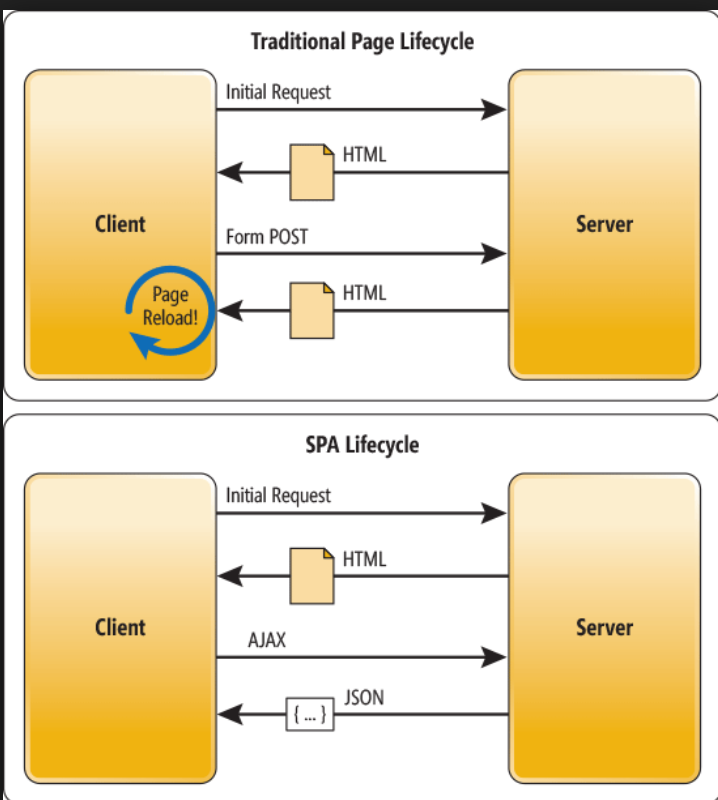 Traditional Page Lifecycle
Initial Request
HTML
Client
Server
Form POST
HTML
Page
Reload!
SPA Lifecycle
Initial Request
HTML
Client
Server
AJAX
JSON
{ ... }